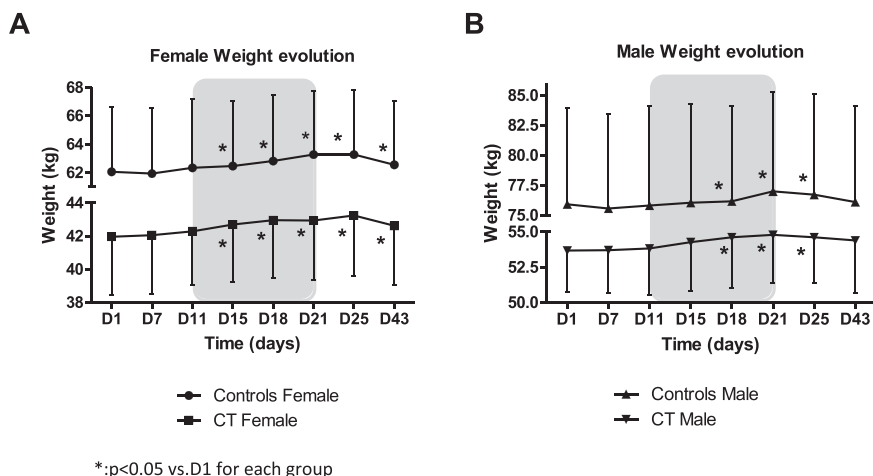 A
Female Weight evolution
Weight (kg)
68
66
64
62
44
42
40
38
*
*
*
*
*
*
*
*
*
*
D1 D7 D11 D15 D18 D21 D25 D43
Time (days)
Controls Female
CT Female
*:p<0.05 vs.D1 for each group
B
Male Weight evolution
Weight (kg)
85.0
80.0
77.5
75.0
55.0
52.5
50.0
*
*
*
*
*
*
D1 D7 D11 D15 D18 D21 D25 D43
Time (days)
Controls Male
CT Male